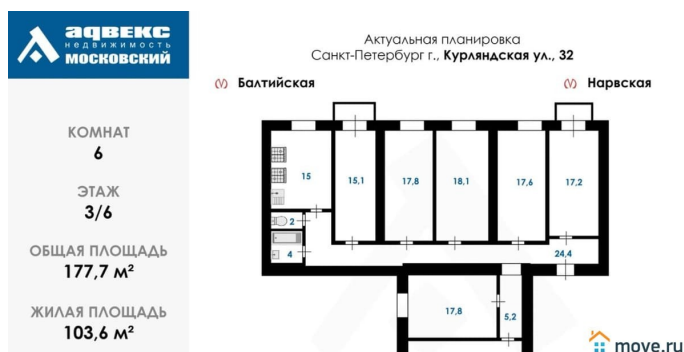 адвекс
НЕДВИЖИМОСТЬ
МОСКОВСКИЙ
КОМНАТ
6
ЭТАЖ
3/6
ОБЩАЯ ПЛОЩАДЬ
177,7 м²
ЖИЛАЯ ПЛОЩАДЬ
103,6 м²
Актуальная планировка
Санкт-Петербург г., Курляндская ул., 32
Балтийская
Нарвская
15
15,1
17,8
18,1
17,6
17,2
2
4
24,4
17,8
5,2
move.ru